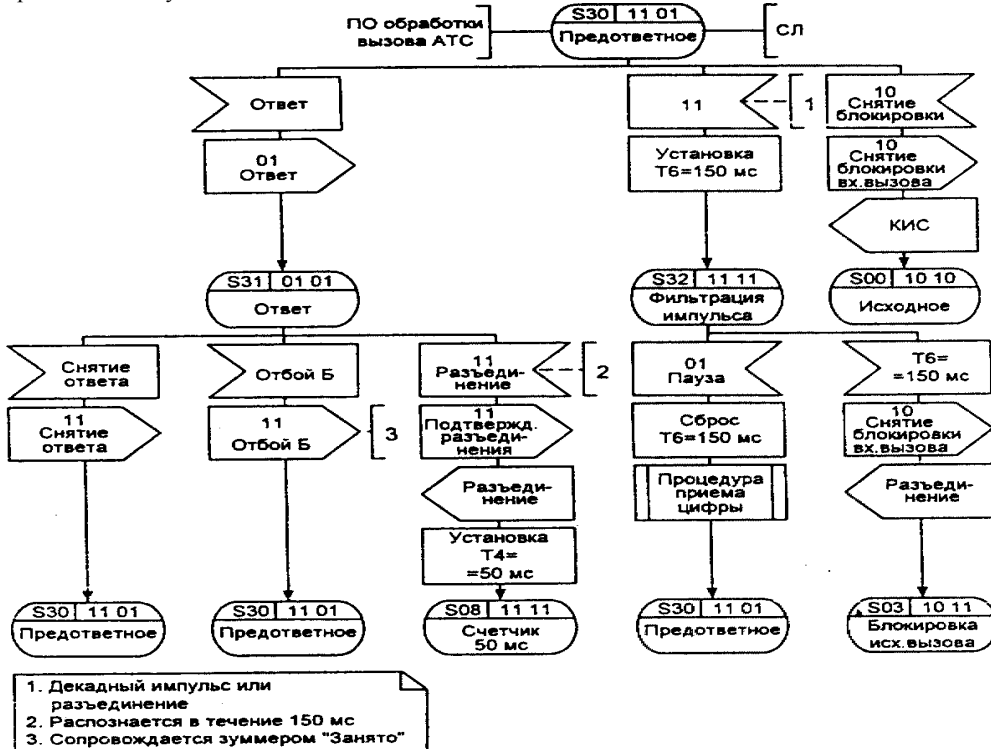 ПО обработки
вызова АТС
S30 11 01
Предответное
СЛ
Ответ
11
1
10
Снятие
блокировки
01
Ответ
Установка
Т6=150 мс
10
Снятие
блокировки
вх.вызова
КИС
S31 01 01
Ответ
S32 11 11
Фильтрация
импульса
S00 10 10
Исходное
Снятие
ответа
Отбой Б
11
Разъеди-
нение
2
01
Пауза
Т6=
=150 мс
11
Снятие
ответа
11
Отбой Б
3
11
Подтвержд.
разъеди-
нения
Сброс
Т6=150 мс
10
Снятие
блокировки
вх.вызова
Разъеди-
нение
Процедура
приема
цифры
Разъеди-
нение
Установка
Т4=
=50 мс
S30 11 01
Предответное
S30 11 01
Предответное
S08 11 11
Счетчик
50 мс
S30 11 01
Предответное
S03 10 11
Блокировка
исх.вызова
1. Декадный импульс или
разъединение
2. Распознается в течение 150 мс
3. Сопровождается зуммером "Занято"